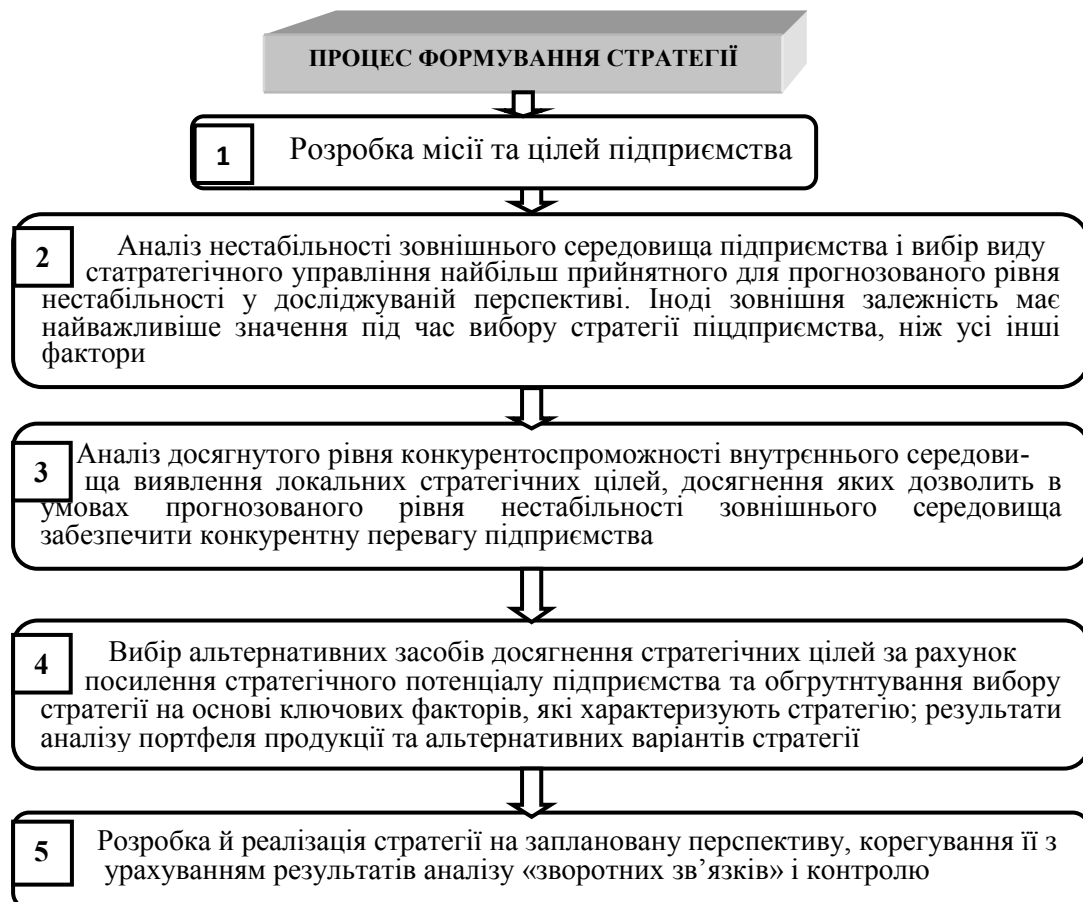 ПРОЦЕС ФОРМУВАННЯ СТРАТЕГІЇ
1
Розробка місії та цілей підприємства
2
Аналіз нестабільності зовнішнього середовища підприємства і вибір виду
статратегічного управління найбільш прийнятного для прогнозованого рівня
нестабільності у досліджуваній перспективі. Іноді зовнішня залежність має
найважливіше значення під час вибору стратегії піцдприємства, ніж усі інші
фактори
3
Аналіз досягнутого рівня конкурентоспроможності внутрєннього середови-
ща виявлення локальних стратегічних цілей, досягнення яких дозволить в
умовах прогнозованого рівня нестабільності зовнішнього середовища
забезпечити конкурентну перевагу підприємства
4
Вибір альтернативних засобів досягнення стратегічних цілей за рахунок
посилення стратегічного потенціалу підприємства та обгрутнтування вибору
стратегії на основі ключових факторів, які характеризують стратегію; результати
аналізу портфеля продукції та альтернативних варіантів стратегії
5
Розробка й реалізація стратегії на заплановану перспективу, корегування її з
урахуванням результатів аналізу «зворотних зв’язків» і контролю